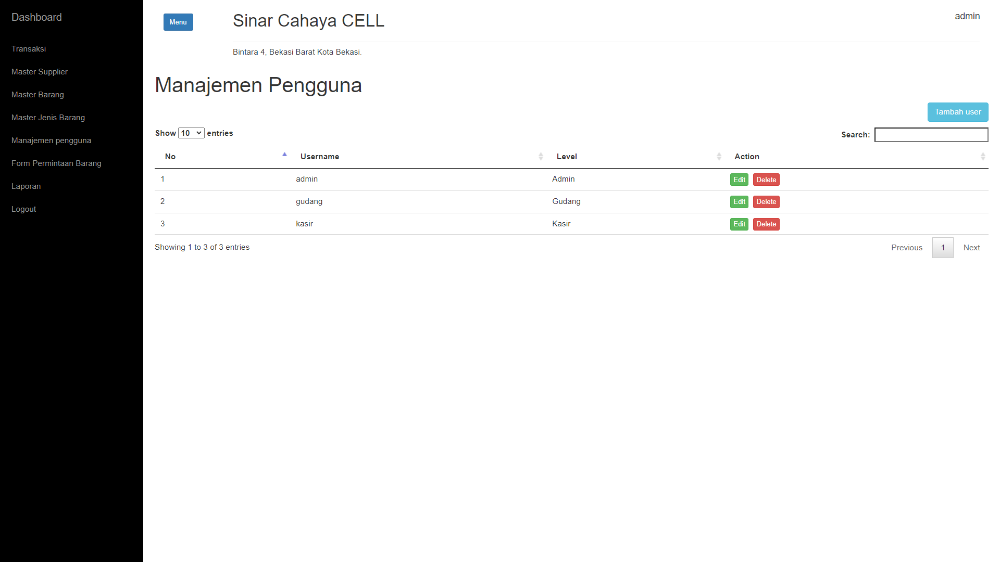 Dashboard
Transaksi
Master Supplier
Master Barang
Master Jenis Barang
Manajemen pengguna
Form Permintaan Barang
Laporan
Logout
Menu
Sinar Cahaya CELL
admin
Bintara 4, Bekasi Barat Kota Bekasi.
Manajemen Pengguna
Tambah user
Show 10 entries
Search:
No Username Level Action
1 admin Admin Edit Delete
2 gudang Gudang Edit Delete
3 kasir Kasir Edit Delete
Showing 1 to 3 of 3 entries
Previous 1 Next